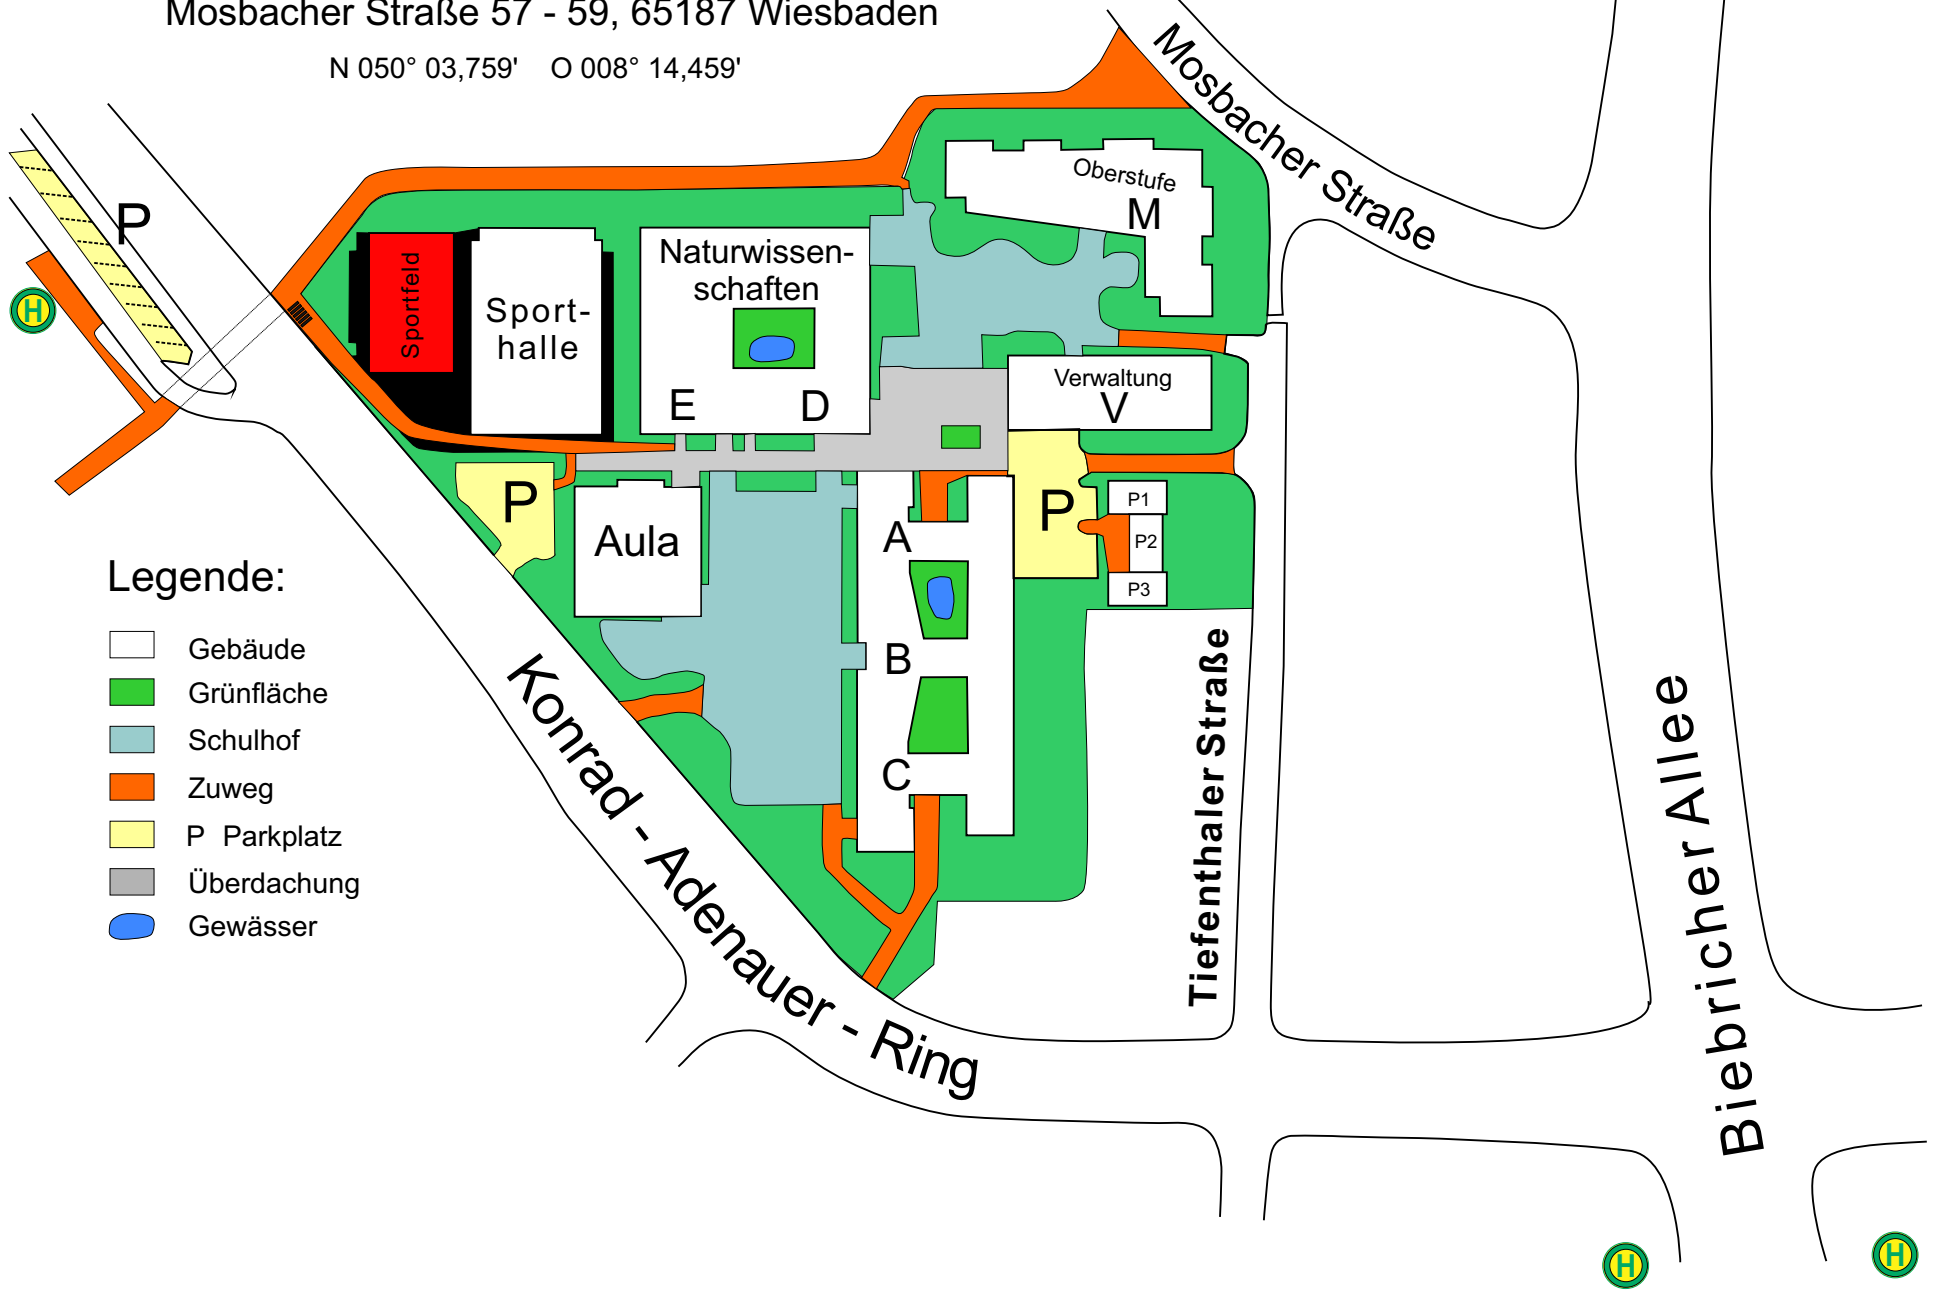 Mosbacher Straße 57 - 59, 65187 Wiesbaden
N 050° 03,759' O 008° 14,459'
Mosbacher Straße
P
H
Oberstufe
M
Sportfeld
Sport-
halle
Naturwissen-
schaften
E
D
Verwaltung
V
P
Aula
A
B
C
P
P1
P2
P3
Legende:
Gebäude
Grünfläche
Schulhof
Zuweg
P Parkplatz
Überdachung
Gewässer
Konrad - Adenauer - Ring
Tiefenthaler Straße
Biebricher Allee
H
H